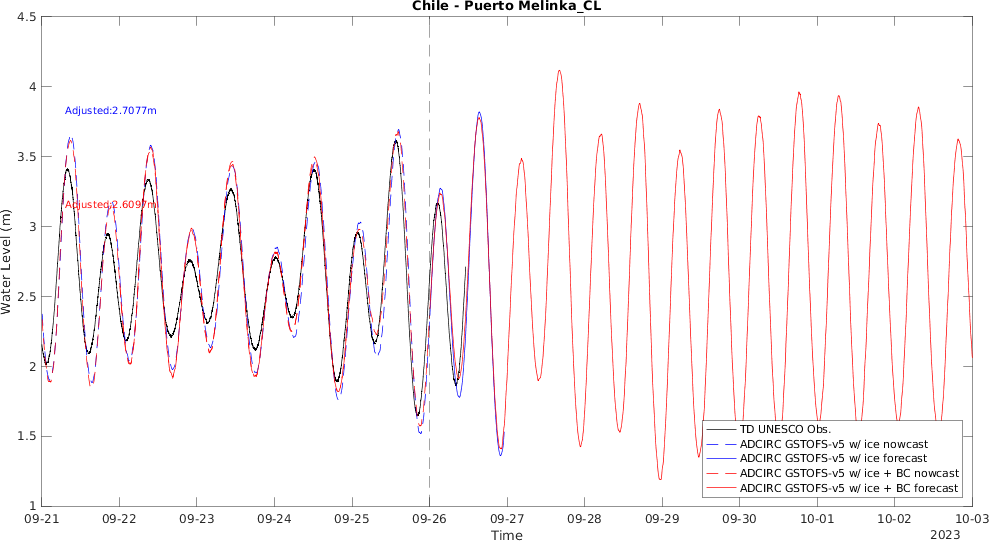 Chile - Puerto Melinka_CL
Water Level (m)
4.5
4
3.5
3
2.5
2
1.5
1
Adjusted:2.7077m
Adjusted:2.6097m
TD UNESCO Obs.
ADCIRC GSTOFS-v5 w/ ice nowcast
ADCIRC GSTOFS-v5 w/ ice forecast
ADCIRC GSTOFS-v5 w/ ice + BC nowcast
ADCIRC GSTOFS-v5 w/ ice + BC forecast
09-21 09-22 09-23 09-24 09-25 09-26 09-27 09-28 09-29 09-30 10-01 10-02 10-03
Time
2023